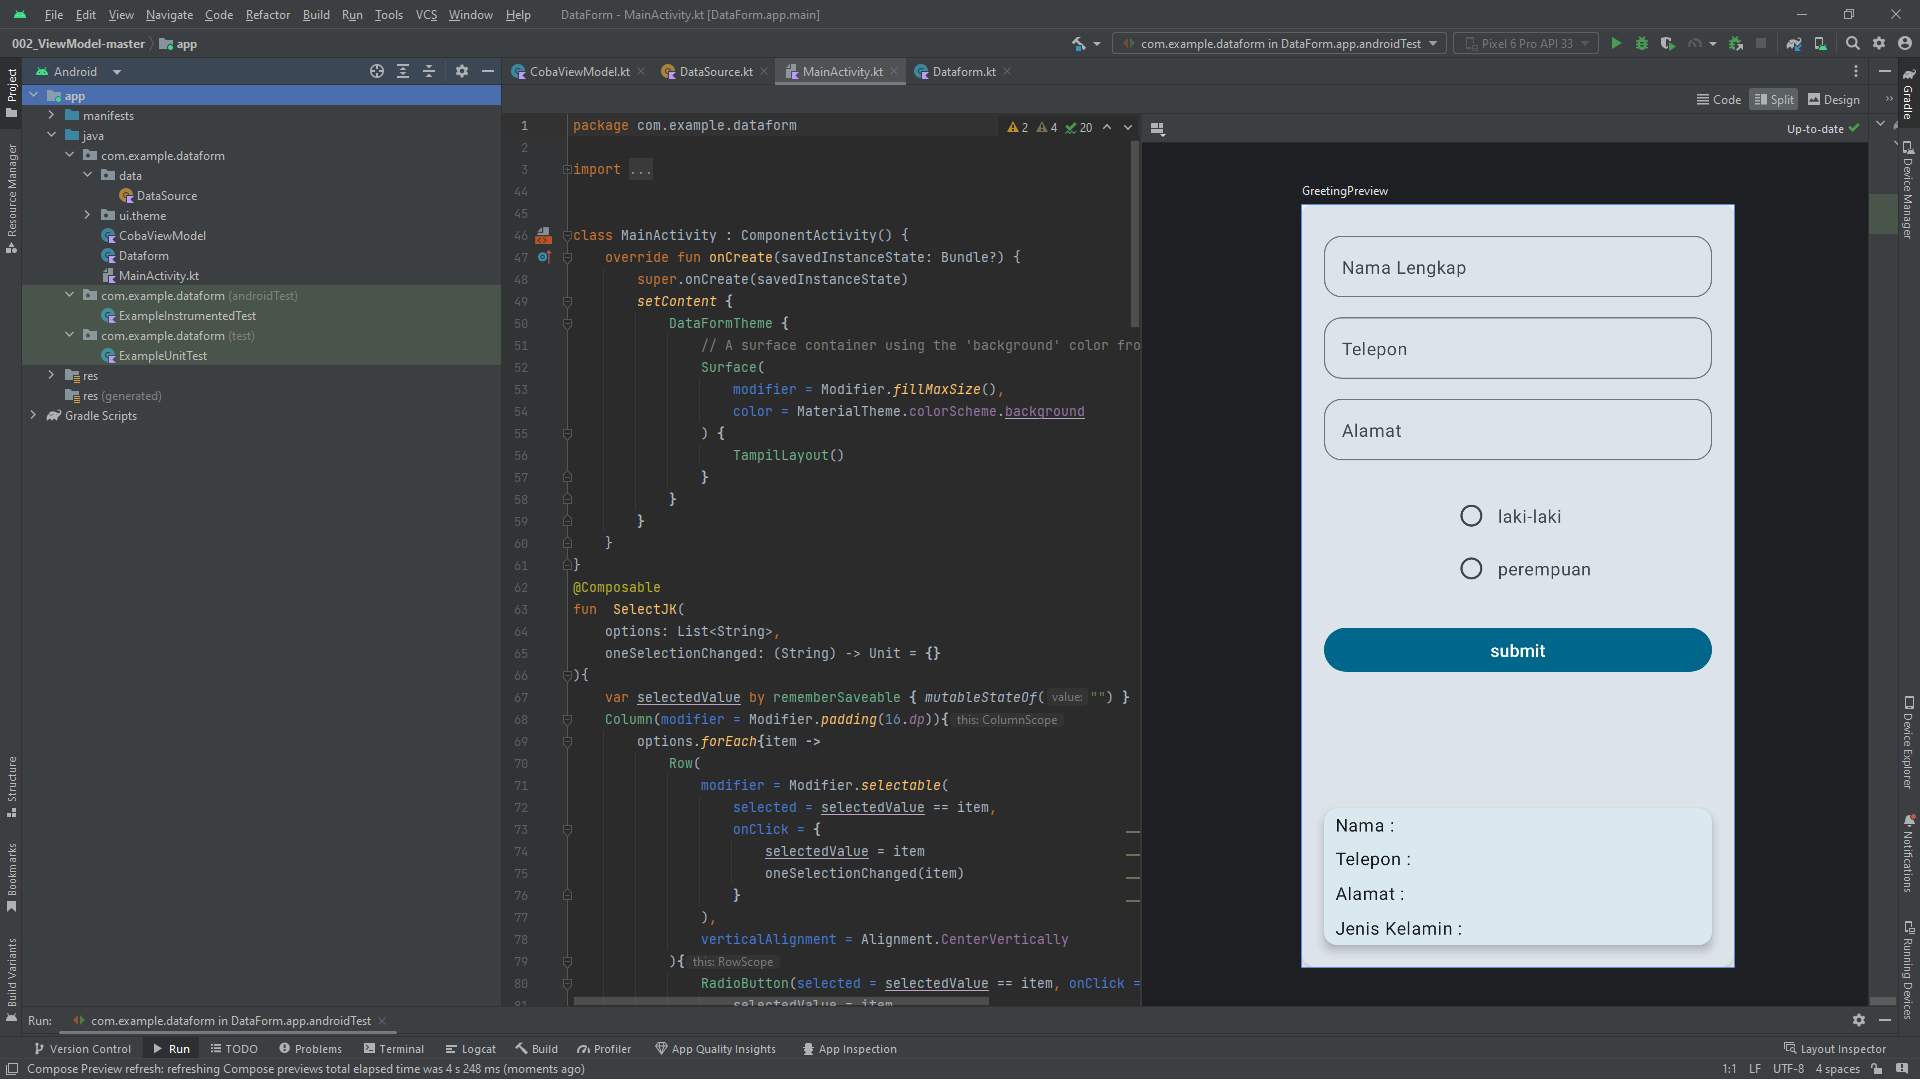 File Edit View Navigate Code Refactor Build Run Tools VCS Window Help DataForm - MainActivity.kt [DataForm.app.main]
002_ViewModel-master app
com.example.dataform in DataForm.app.androidTest Pixel 6 Pro API 33
Project
Resource Manager
Structure
Bookmarks
Build Variants
Android
app
manifests
java
com.example.dataform
data
DataSource
ui.theme
CobaViewModel
Dataform
MainActivity.kt
com.example.dataform (androidTest)
ExampleInstrumentedTest
com.example.dataform (test)
ExampleUnitTest
res
res (generated)
Gradle Scripts
CobaViewModel.kt DataSource.kt MainActivity.kt Dataform.kt
Code Split Design
2 4 20
Up-to-date
1 package com.example.dataform
2
3 import ...
44
45
46 class MainActivity : ComponentActivity() {
47 override fun onCreate(savedInstanceState: Bundle?) {
48 super.onCreate(savedInstanceState)
49 setContent {
50 DataFormTheme {
51 // A surface container using the 'background' color fro
52 Surface(
53 modifier = Modifier.fillMaxSize(),
54 color = MaterialTheme.colorScheme.background
55 ) {
56 TampilLayout()
57 }
58 }
59 }
60 }
61 }
62 @Composable
63 fun SelectJK(
64 options: List<String>,
65 oneSelectionChanged: (String) -> Unit = {}
66 ){
67 var selectedValue by rememberSaveable { mutableStateOf( value: "") }
68 Column(modifier = Modifier.padding(16.dp)){ this: ColumnScope
69 options.forEach{item ->
70 Row(
71 modifier = Modifier.selectable(
72 selected = selectedValue == item,
73 onClick = {
74 selectedValue = item
75 oneSelectionChanged(item)
76 }
77 ),
78 verticalAlignment = Alignment.CenterVertically
79 ){ this: RowScope
80 RadioButton(selected = selectedValue == item, onClick =
81 selectedValue = item
GreetingPreview
Nama Lengkap
Telepon
Alamat
laki-laki
perempuan
submit
Nama :
Telepon :
Alamat :
Jenis Kelamin :
Gradle
Device Manager
Device Explorer
Notifications
Running Devices
Run: com.example.dataform in DataForm.app.androidTest
Version Control Run TODO Problems Terminal Logcat Build Profiler App Quality Insights App Inspection Layout Inspector
Compose Preview refresh: refreshing Compose previews total elapsed time was 4 s 248 ms (moments ago) 1:1 LF UTF-8 4 spaces